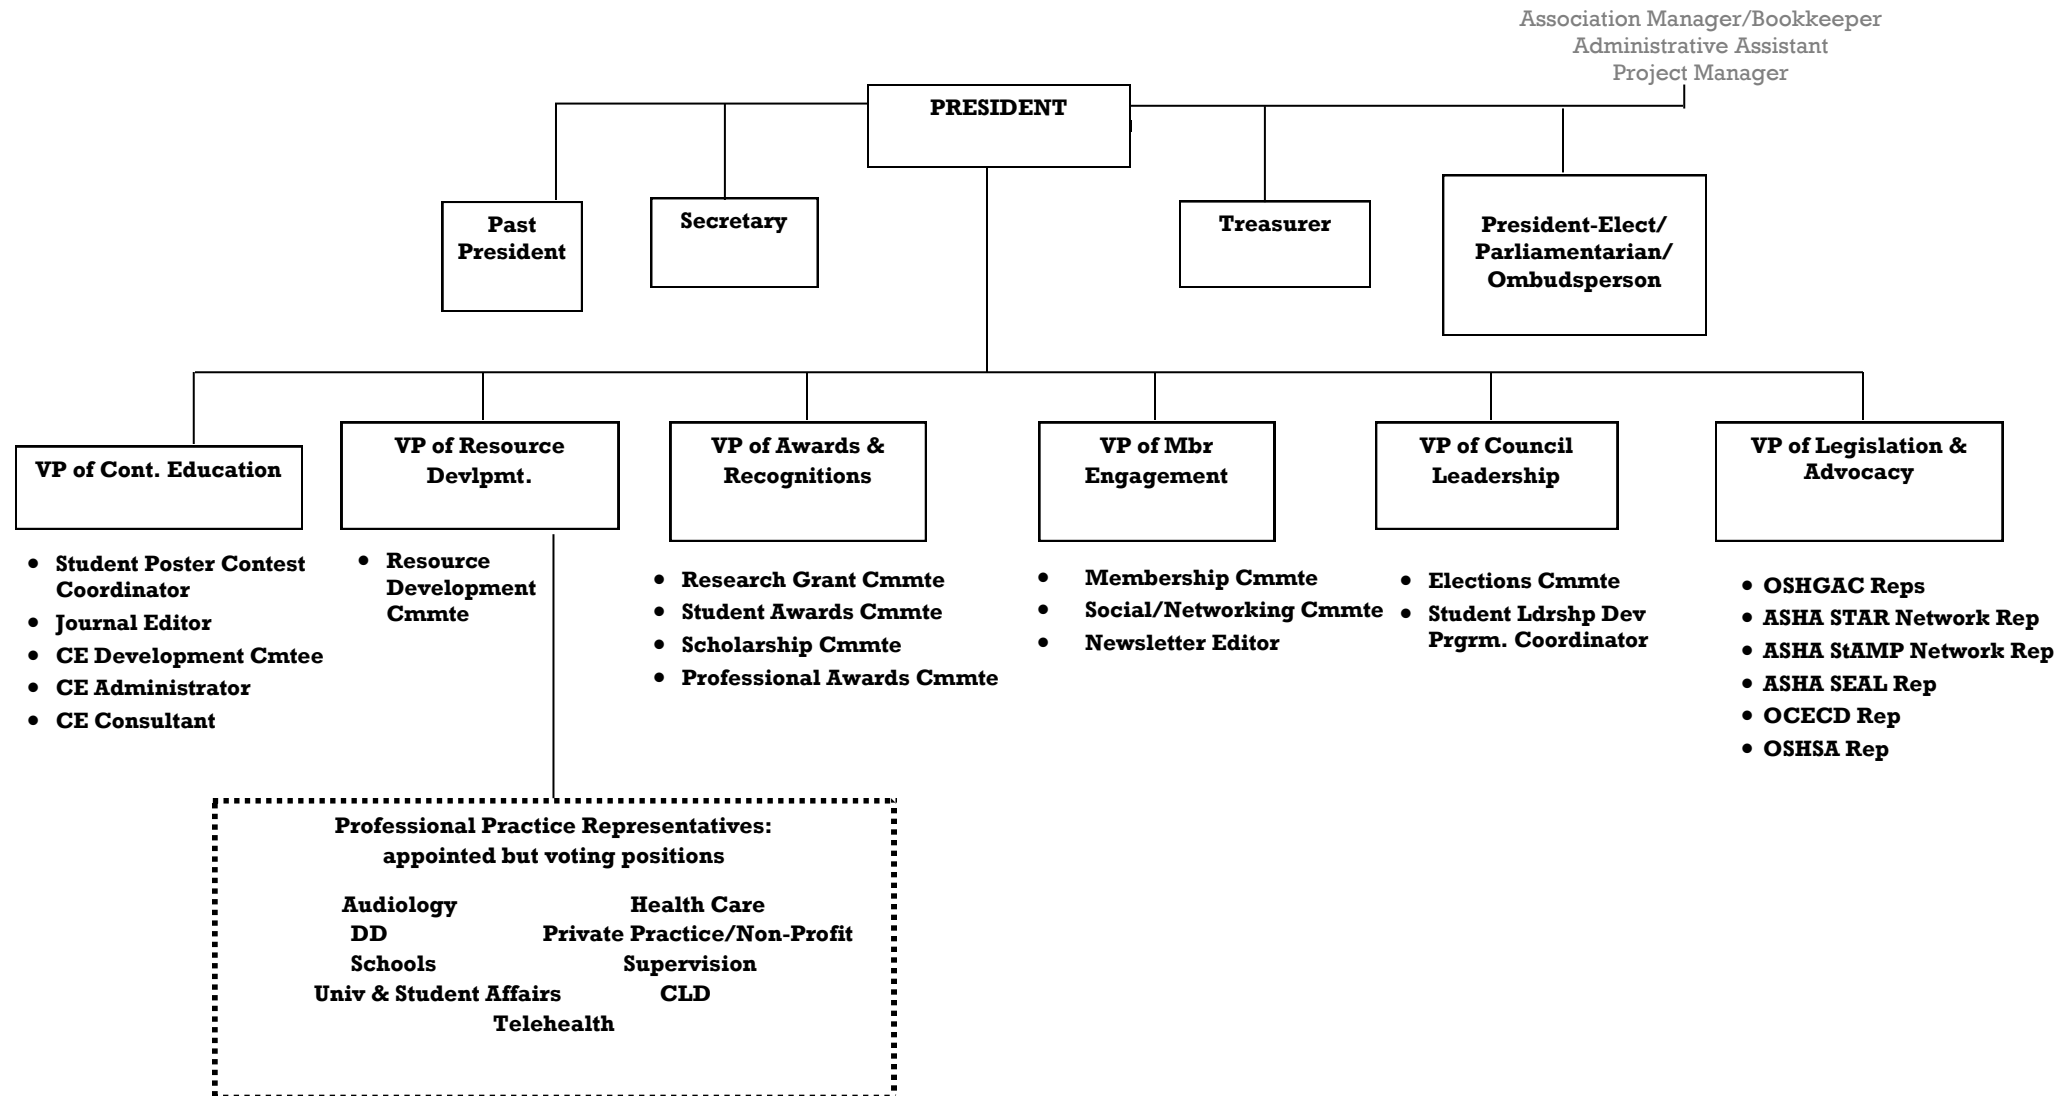 Association Manager/Bookkeeper
Administrative Assistant
Project Manager
PRESIDENT
Past
President
Secretary
Treasurer
President-Elect/
Parliamentarian/
Ombudsperson
VP of Cont. Education
• Student Poster Contest
Coordinator
• Journal Editor
• CE Development Cmtee
• CE Administrator
• CE Consultant
VP of Resource
Devlpmt.
• Resource
Development
Cmmte
VP of Awards &
Recognitions
• Research Grant Cmmte
• Student Awards Cmmte
• Scholarship Cmmte
• Professional Awards Cmmte
VP of Mbr
Engagement
• Membership Cmmte
• Social/Networking Cmmte
• Newsletter Editor
VP of Council
Leadership
• Elections Cmmte
• Student Ldrshp Dev
Prgrm. Coordinator
VP of Legislation &
Advocacy
• OSHGAC Reps
• ASHA STAR Network Rep
• ASHA StAMP Network Rep
• ASHA SEAL Rep
• OCECD Rep
• OSHSA Rep
Professional Practice Representatives:
appointed but voting positions
Audiology Health Care
DD Private Practice/Non-Profit
Schools Supervision
Univ & Student Affairs CLD
Telehealth